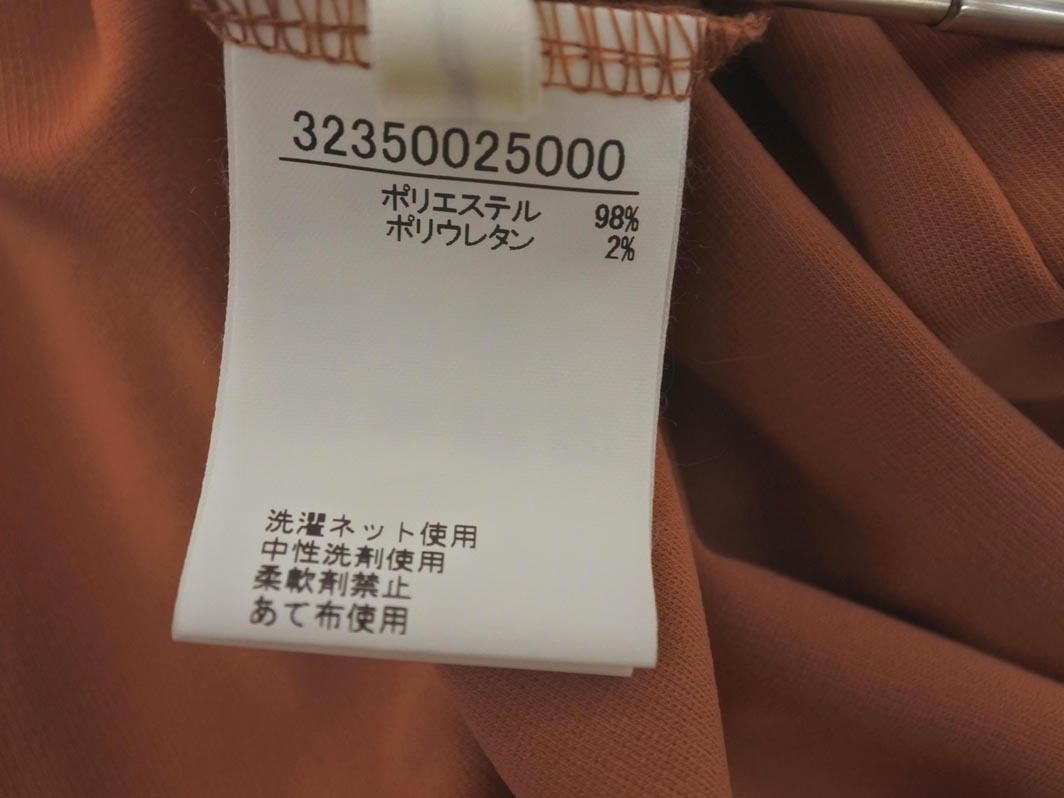 32350025000
ポリエステル 98%
ポリウレタン 2%
洗濯ネット使用
中性洗剤使用
柔軟剤禁止
あて布使用